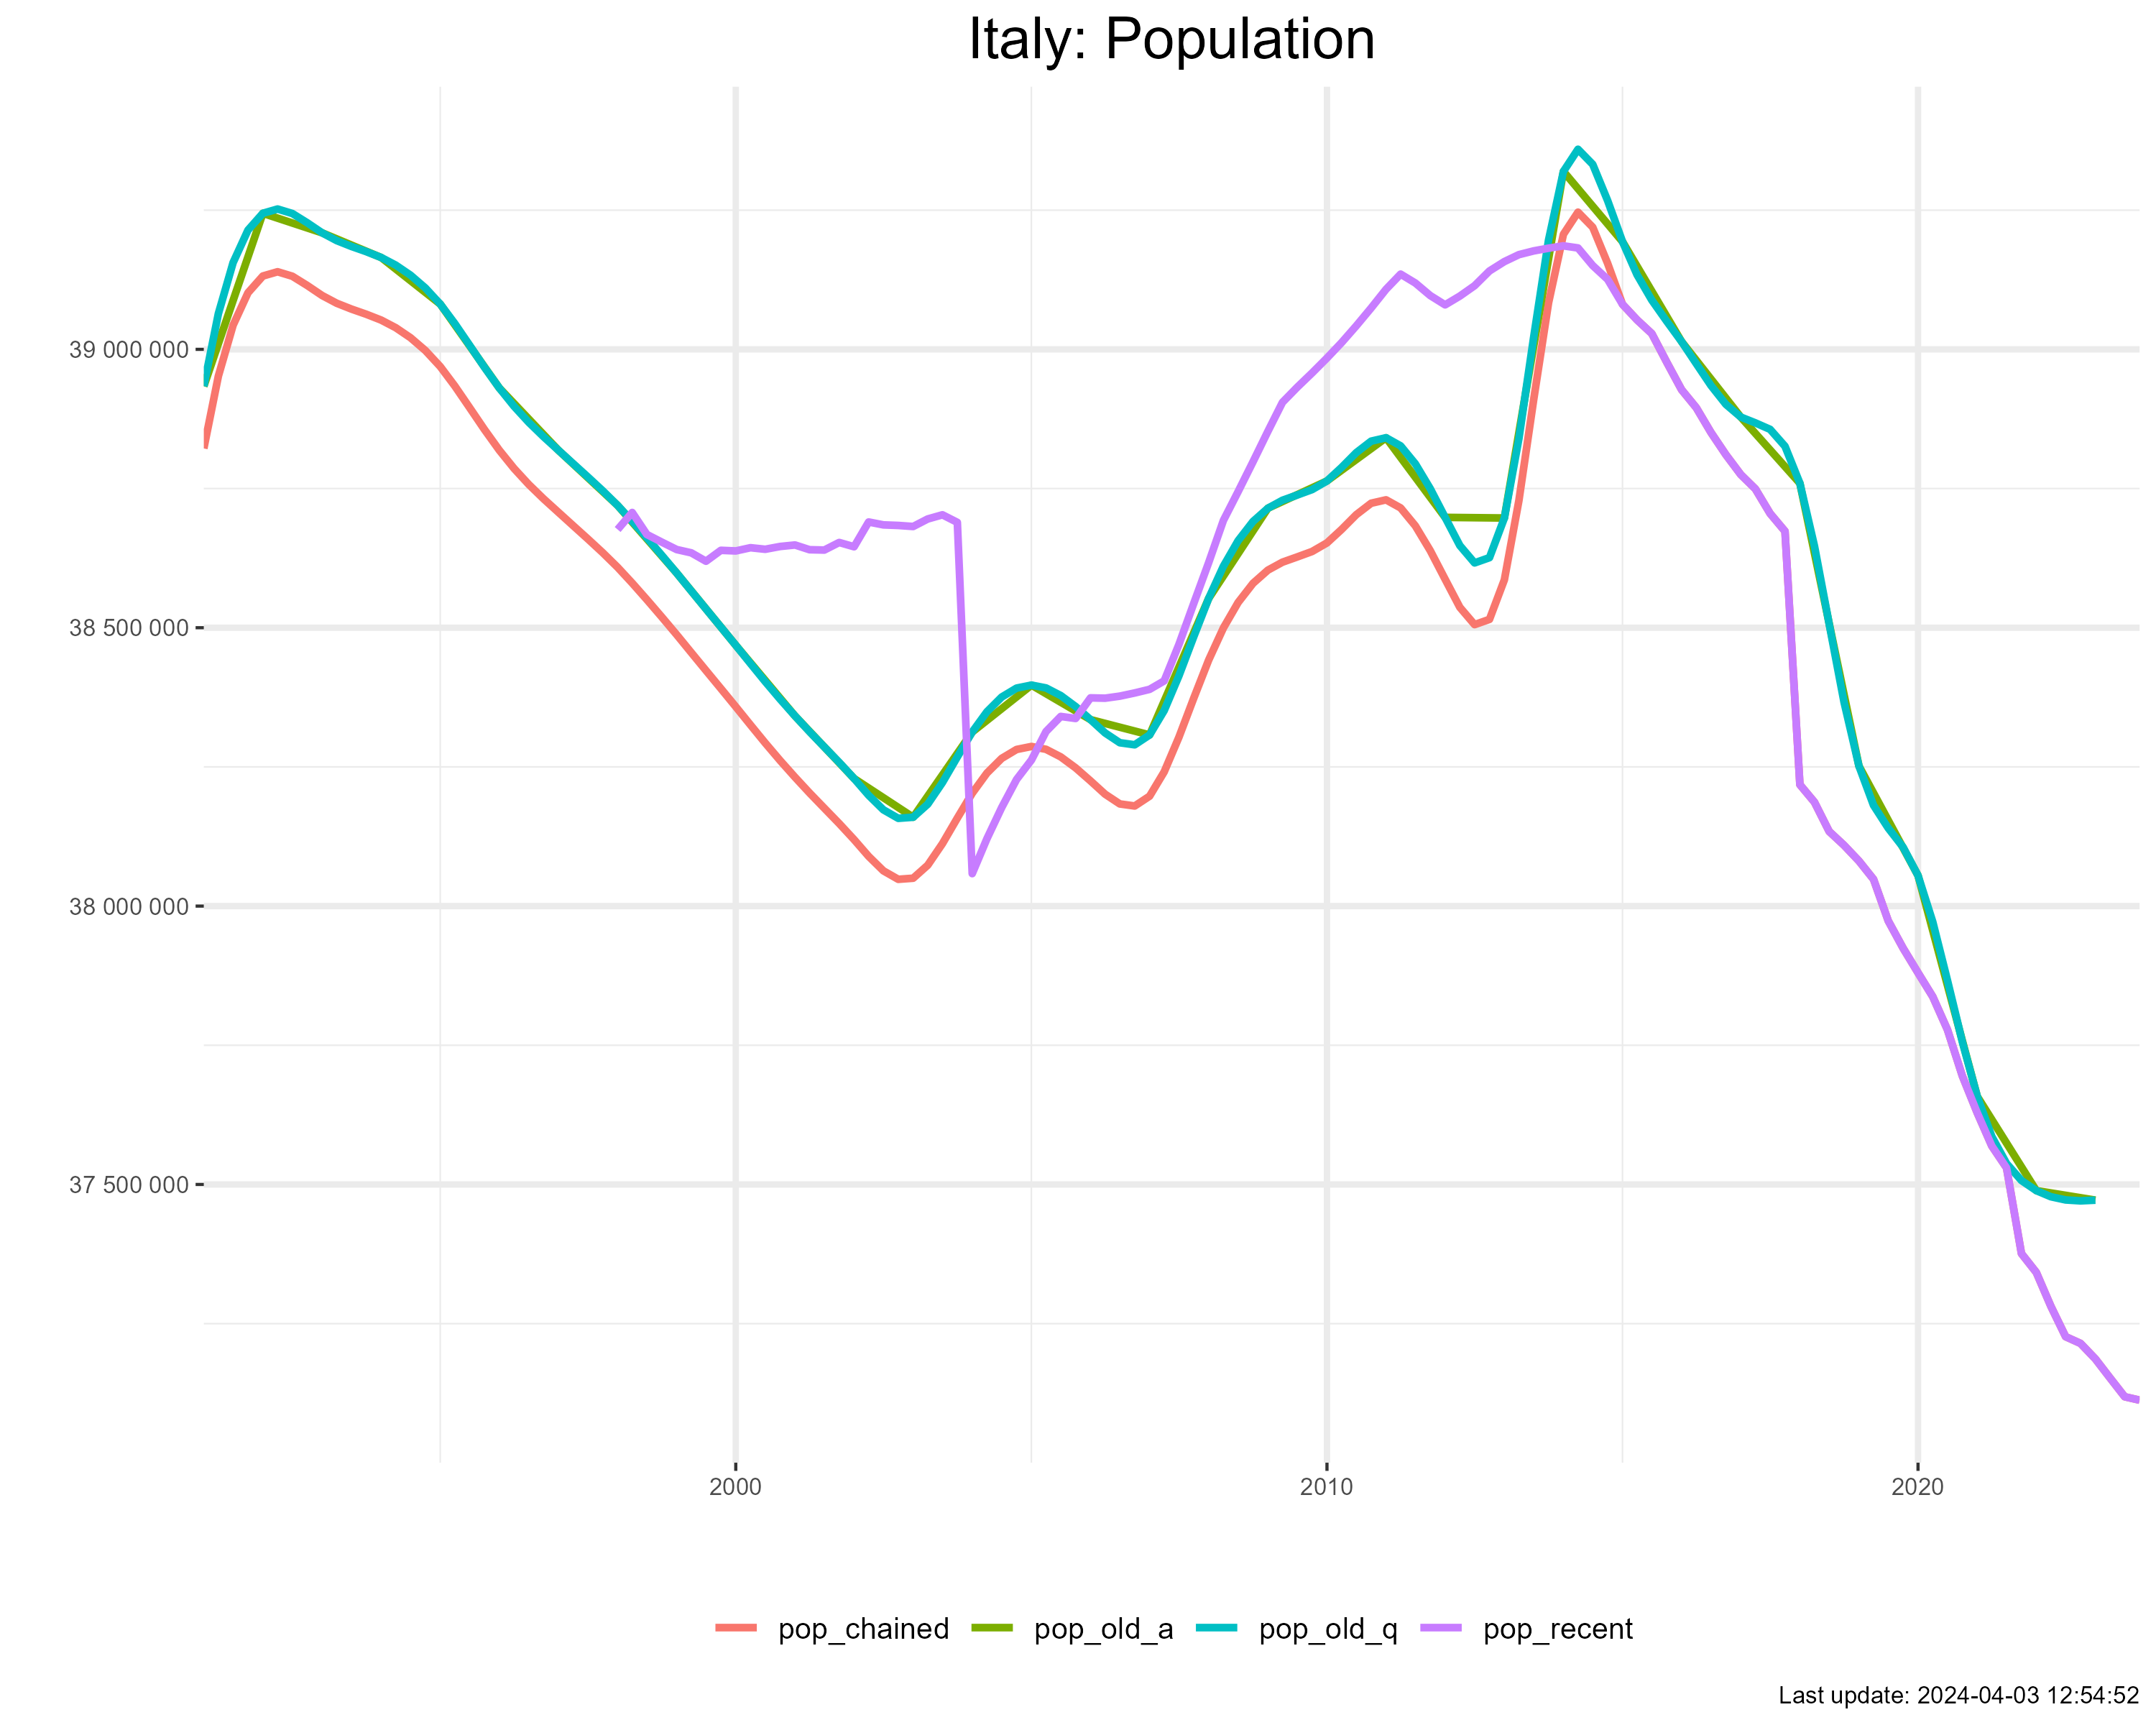 Italy: Population
39 000 000
38 500 000
38 000 000
37 500 000
2000 2010 2020
pop_chained pop_old_a pop_old_q pop_recent
Last update: 2024-04-03 12:54:52